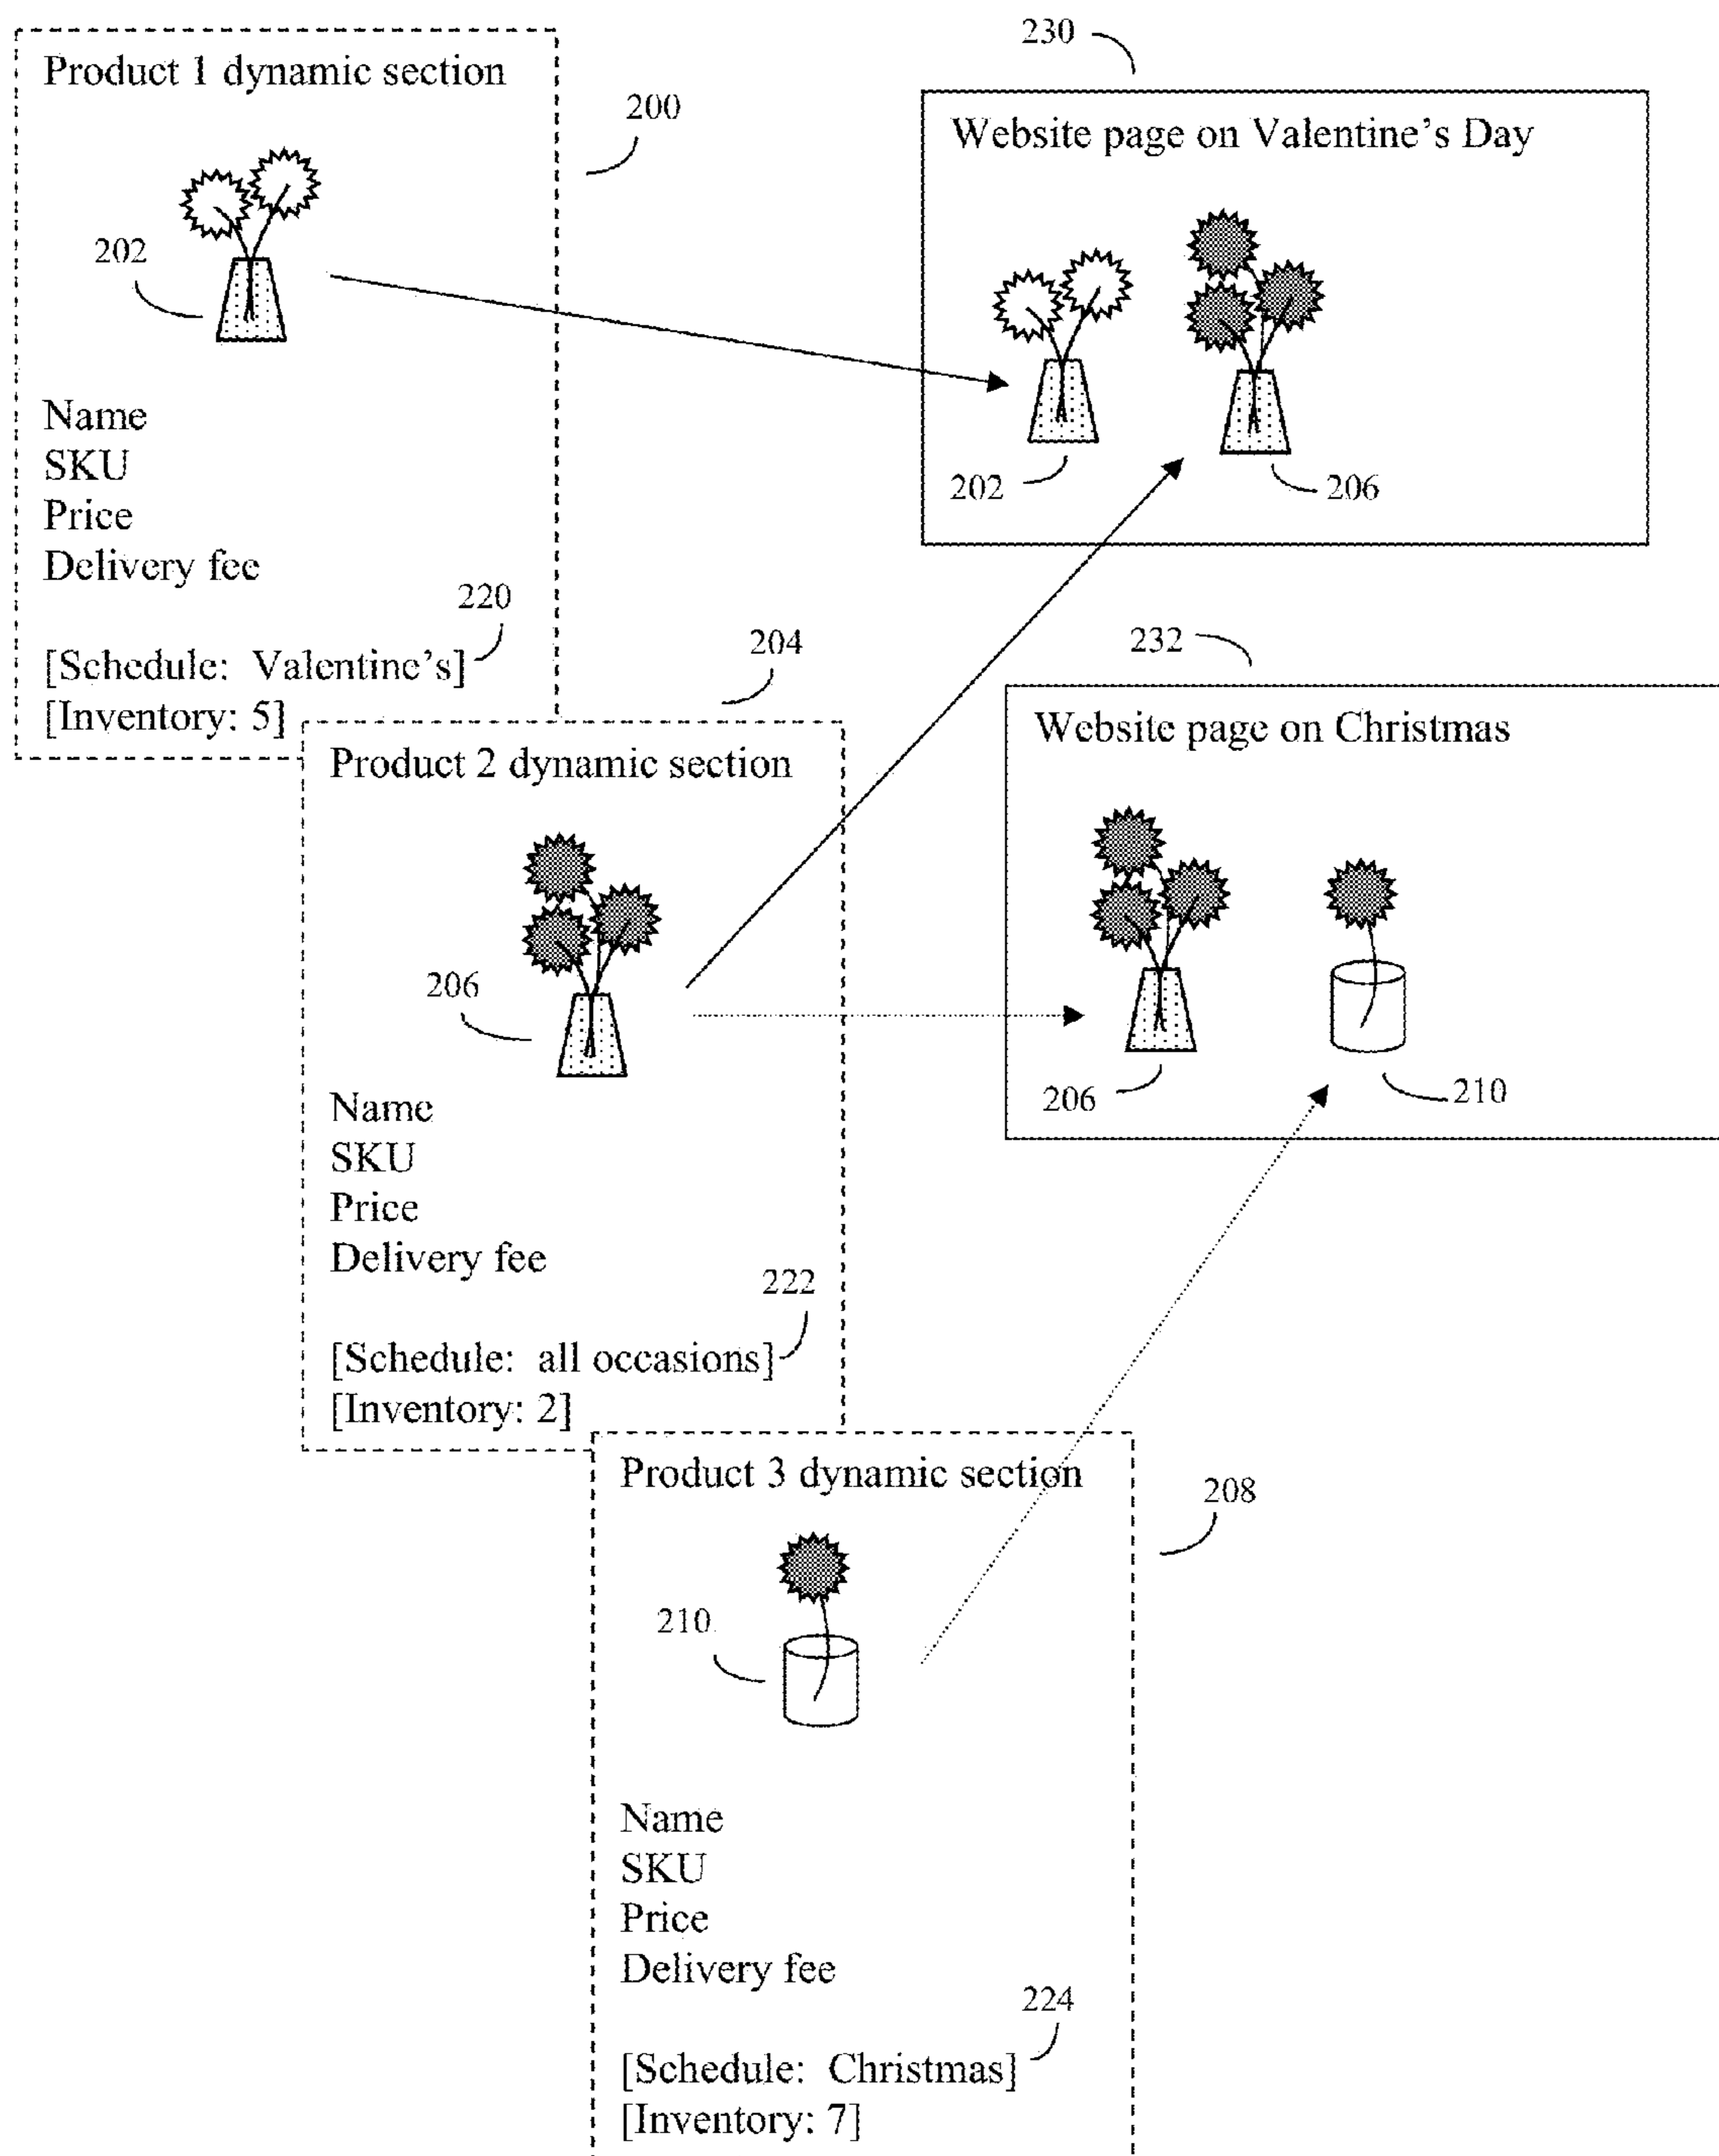 Product 1 dynamic section
200
202
Name
SKU
Price
Delivery fee
220
[Schedule:  Valentine's]
[Inventory: 5]
230
Website page on Valentine's Day
202
206
204
Product 2 dynamic section
206
Name
SKU
Price
Delivery fee
222
[Schedule:  all occasions]
[Inventory: 2]
232
Website page on Christmas
206
210
Product 3 dynamic section
208
210
Name
SKU
Price
Delivery fee
224
[Schedule:  Christmas]
[Inventory: 7]